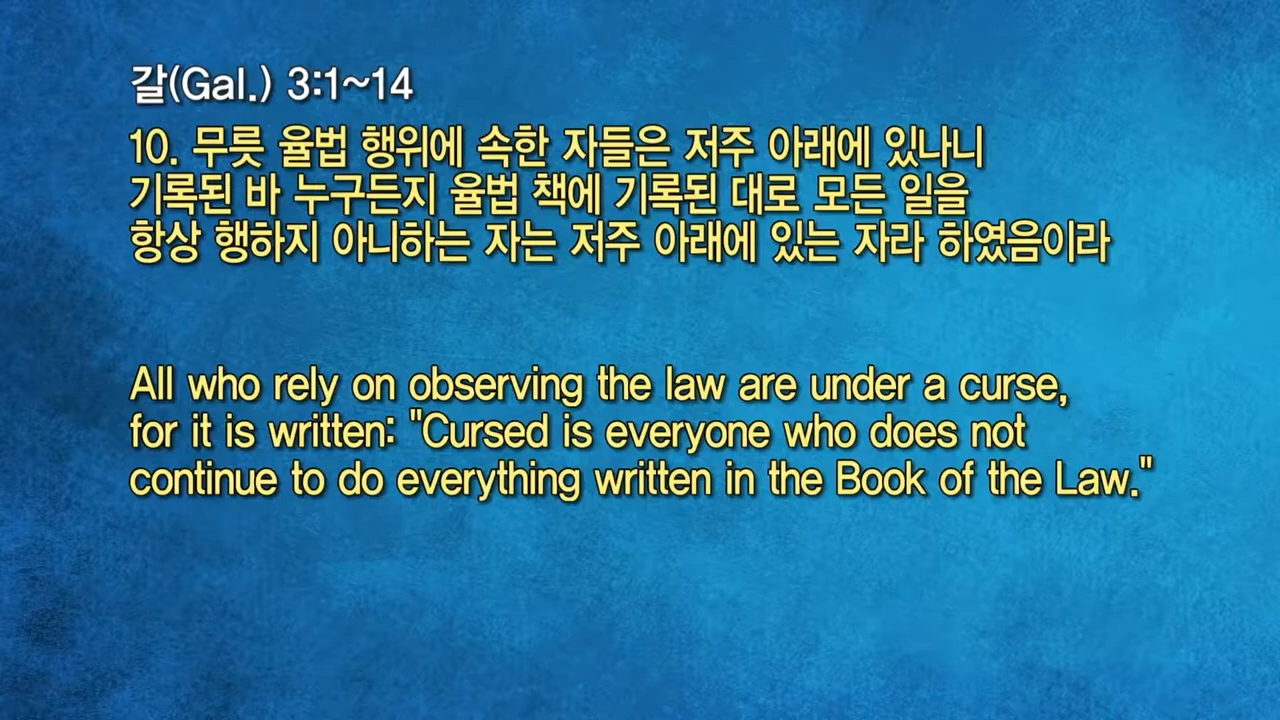 갈(Gal.) 3:1~14
10. 무릇 율법 행위에 속한 자들은 저주 아래에 있나니
기록된 바 누구든지 율법 책에 기록된 대로 모든 일을
항상 행하지 아니하는 자는 저주 아래에 있는 자라 하였음이라
All who rely on observing the law are under a curse,
for it is written: "Cursed is everyone who does not
continue to do everything written in the Book of the Law."